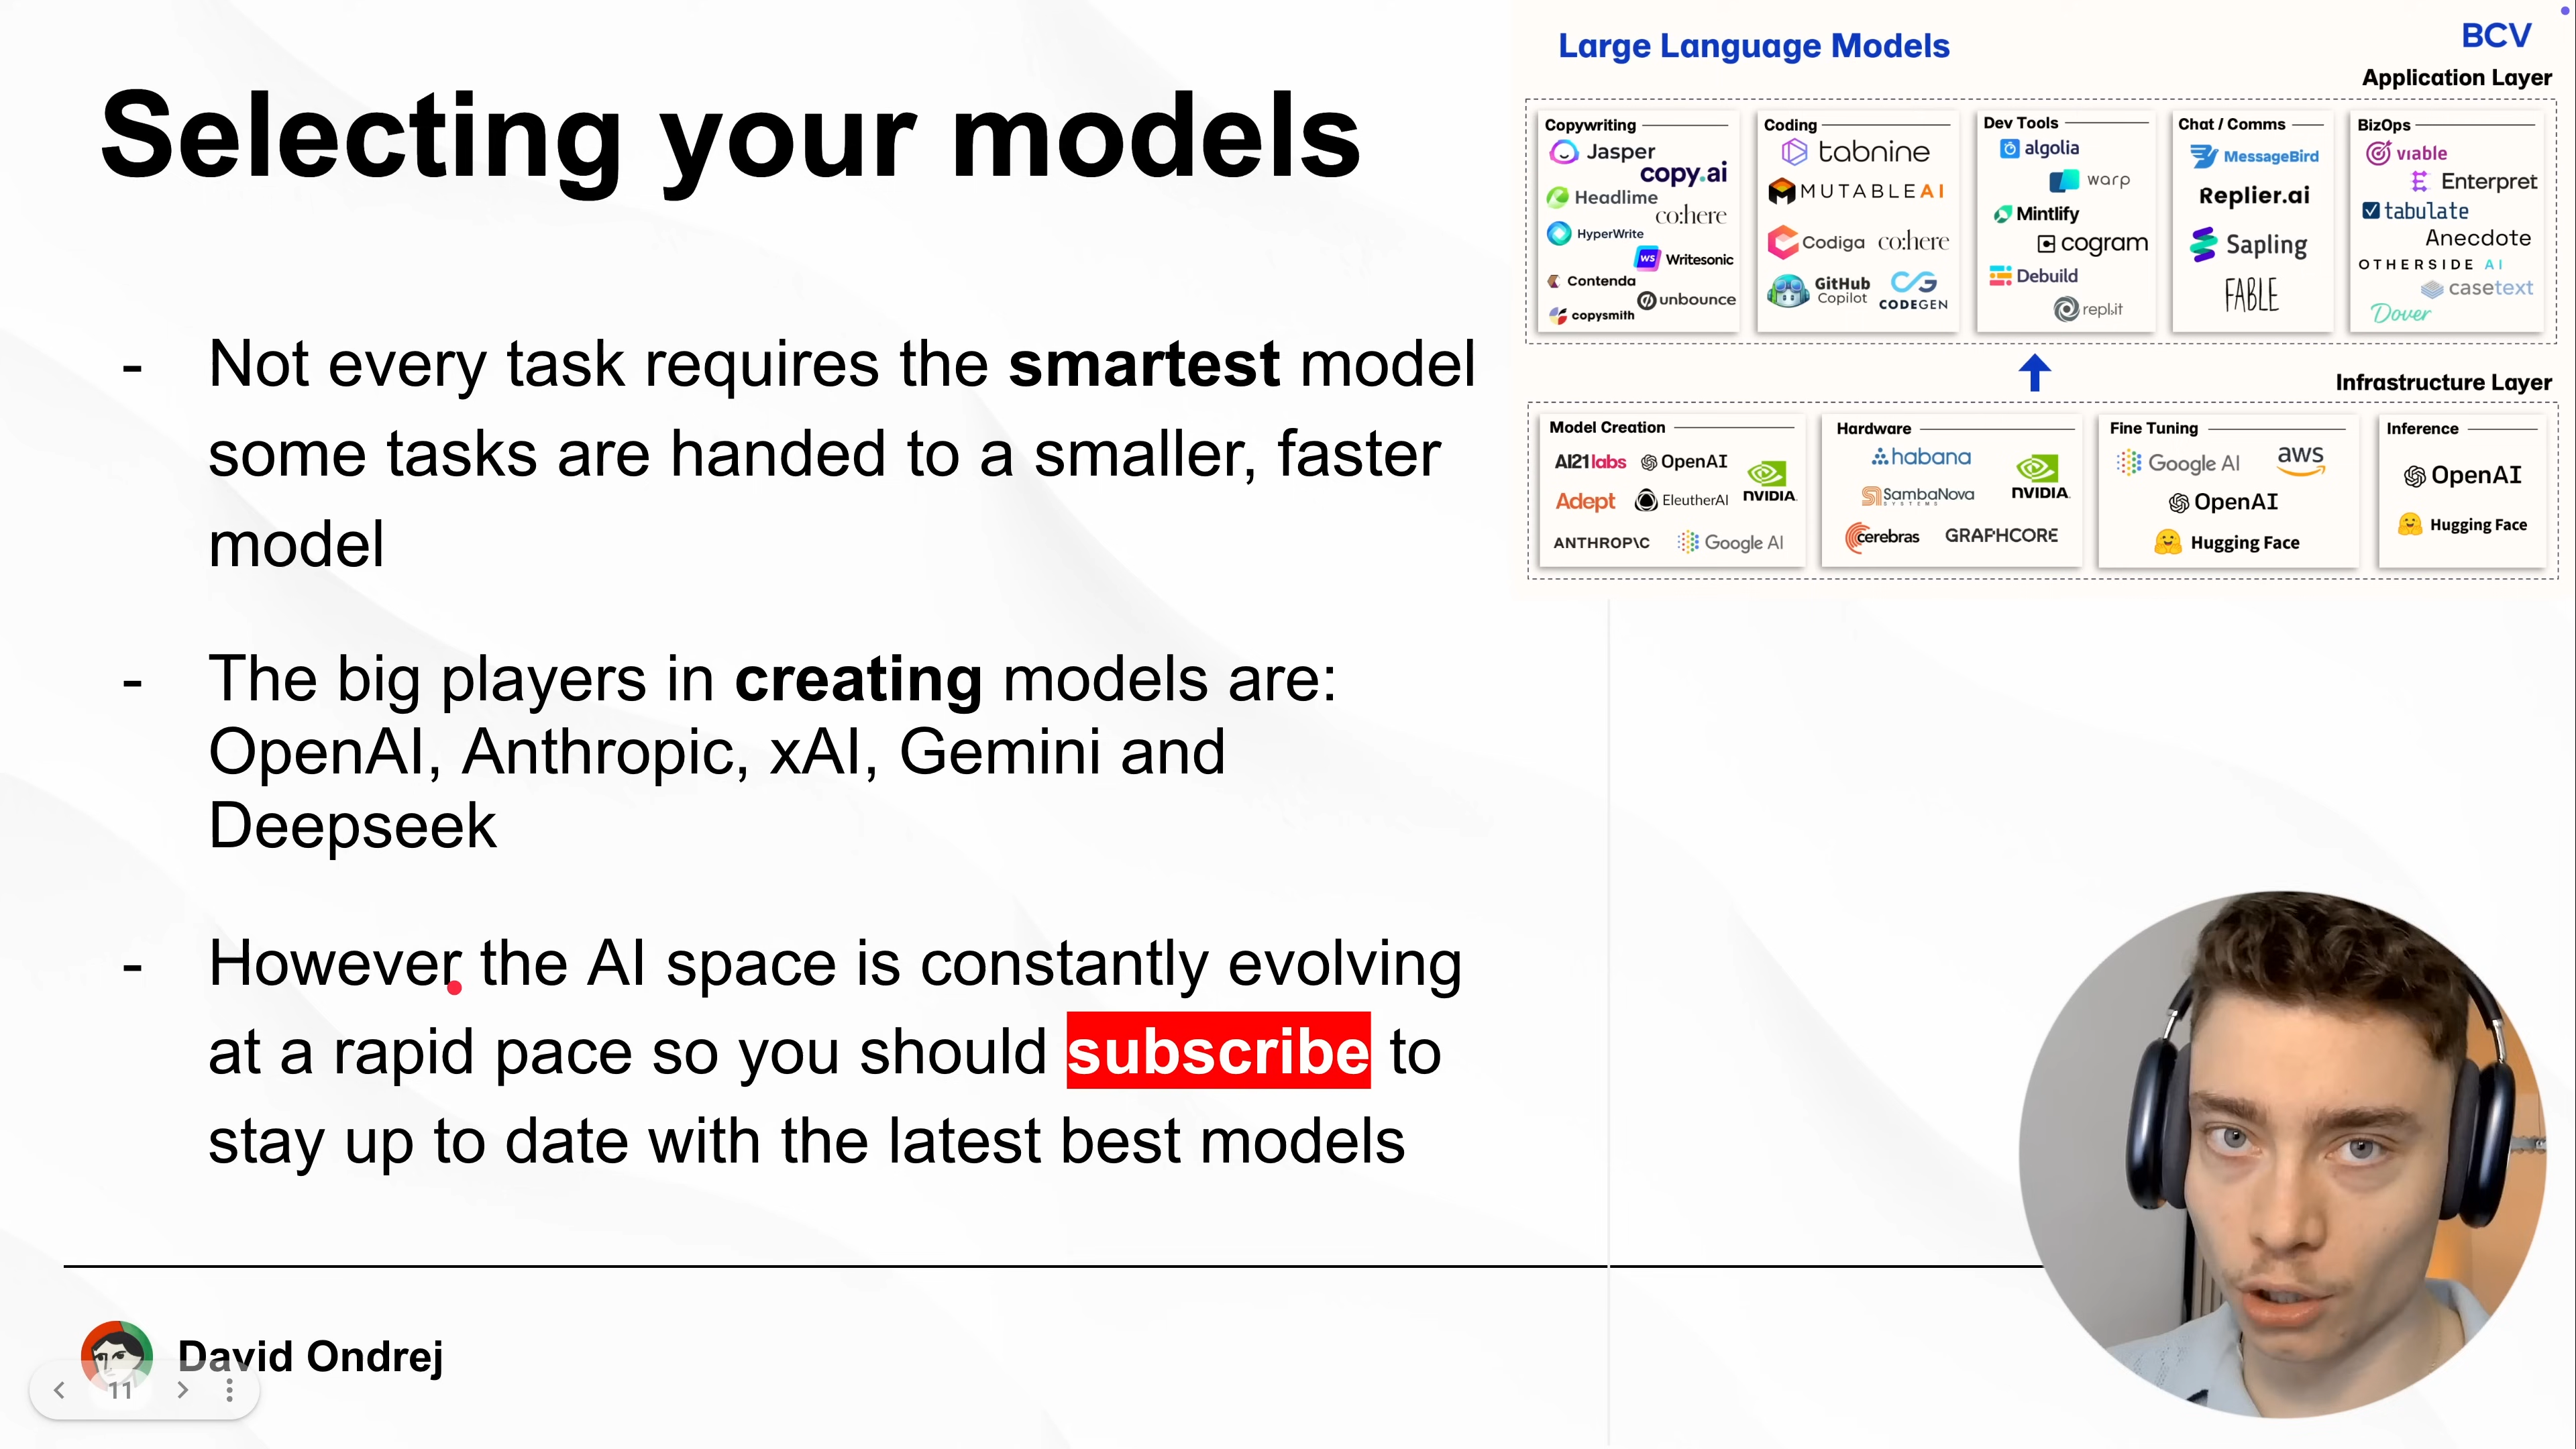 Selecting your models
- Not every task requires the smartest model
some tasks are handed to a smaller, faster
model
- The big players in creating models are:
OpenAI, Anthropic, xAI, Gemini and
Deepseek
- However the AI space is constantly evolving
at a rapid pace so you should subscribe to
stay up to date with the latest best models
David Ondrej
11
Large Language Models
BCV
Application Layer
Copywriting
Jasper
copy.ai
Headlime
co:here
HyperWrite
WS Writesonic
Contenda
unbounce
copysmith
Coding
tabnine
MUTABLEAI
Codiga co:here
GitHub
Copilot
CODEGEN
Dev Tools
algolia
warp
Mintlify
cogram
Debuild
repl.it
Chat / Comms
MessageBird
Replier.ai
Sapling
FABLE
BizOps
viable
Enterpret
tabulate
Anecdote
OTHERSIDE AI
casetext
Dover
Infrastructure Layer
Model Creation
AI21labs OpenAI
NVIDIA.
Adept EleutherAI
ANTHROP\C Google AI
Hardware
habana
NVIDIA.
SambaNova
SYSTEMS
cerebras GRAPHCORE
Fine Tuning
Google AI aws
OpenAI
Hugging Face
Inference
OpenAI
Hugging Face